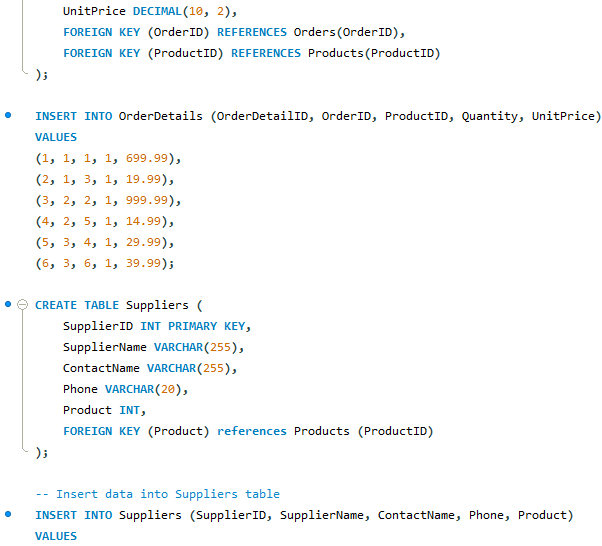 UnitPrice DECIMAL(10, 2),
FOREIGN KEY (OrderID) REFERENCES Orders(OrderID),
FOREIGN KEY (ProductID) REFERENCES Products(ProductID)
);
INSERT INTO OrderDetails (OrderDetailID, OrderID, ProductID, Quantity, UnitPrice)
VALUES
(1, 1, 1, 1, 699.99),
(2, 1, 3, 1, 19.99),
(3, 2, 2, 1, 999.99),
(4, 2, 5, 1, 14.99),
(5, 3, 4, 1, 29.99),
(6, 3, 6, 1, 39.99);
CREATE TABLE Suppliers (
SupplierID INT PRIMARY KEY,
SupplierName VARCHAR(255),
ContactName VARCHAR(255),
Phone VARCHAR(20),
Product INT,
FOREIGN KEY (Product) references Products (ProductID)
);
-- Insert data into Suppliers table
INSERT INTO Suppliers (SupplierID, SupplierName, ContactName, Phone, Product)
VALUES